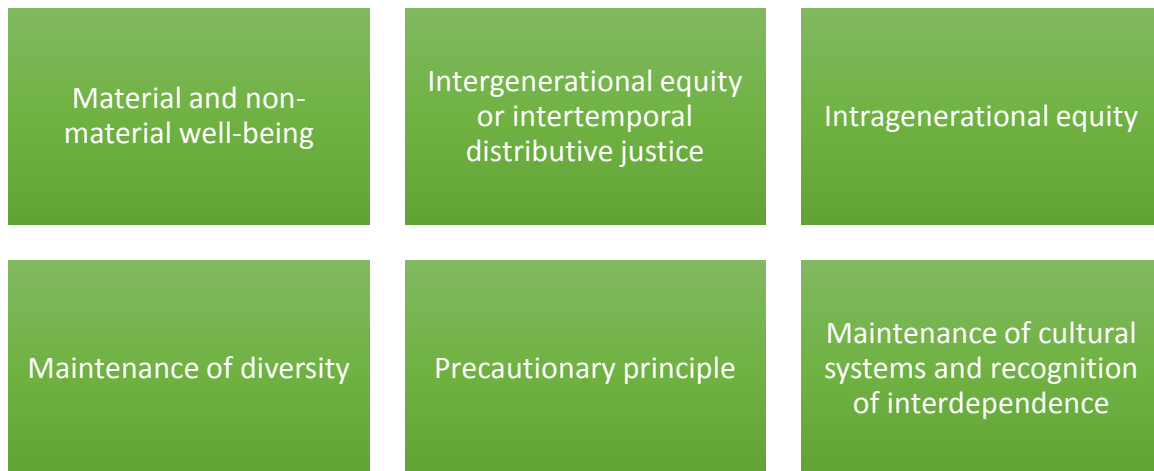 Material and non-
material well-being
Intergenerational equity
or intertemporal
distributive justice
Intragenerational equity
Maintenance of diversity
Precautionary principle
Maintenance of cultural
systems and recognition
of interdependence